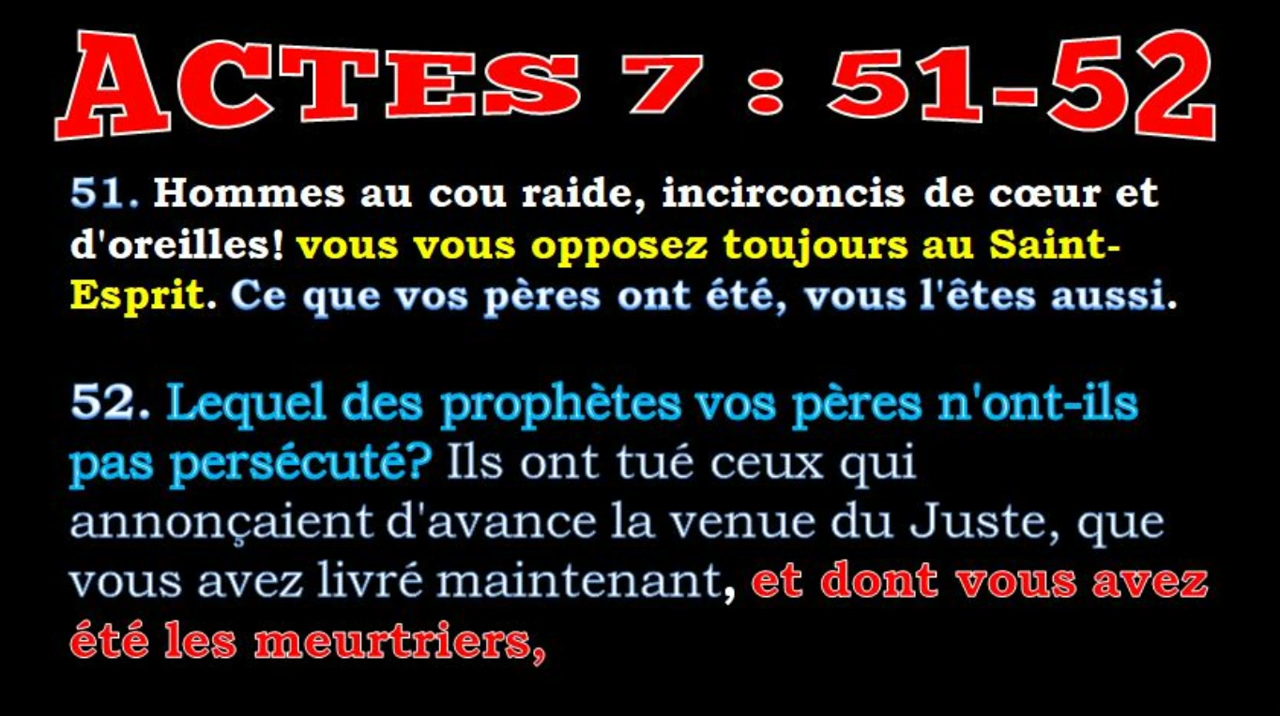 ACTES 7 : 51-52
51. Hommes au cou raide, incirconcis de cœur et
d'oreilles! vous vous opposez toujours au Saint-
Esprit. Ce que vos pères ont été, vous l'êtes aussi.
52. Lequel des prophètes vos pères n'ont-ils
pas persécuté? Ils ont tué ceux qui
annonçaient d'avance la venue du Juste, que
vous avez livré maintenant, et dont vous avez
été les meurtriers,